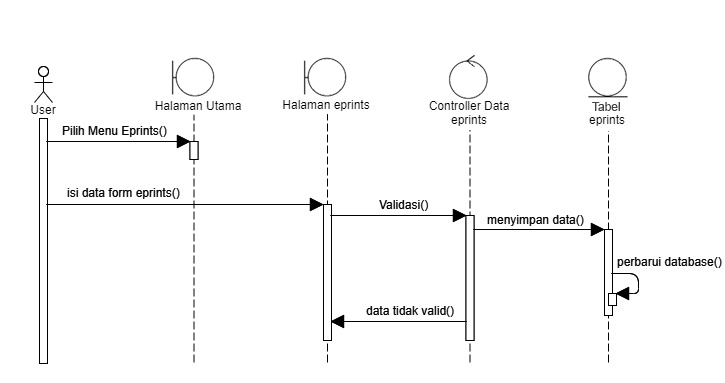 User
Halaman Utama
Halaman eprints
Controller Data
eprints
Tabel
eprints
Pilih Menu Eprints()
isi data form eprints()
Validasi()
menyimpan data()
perbarui database()
data tidak valid()